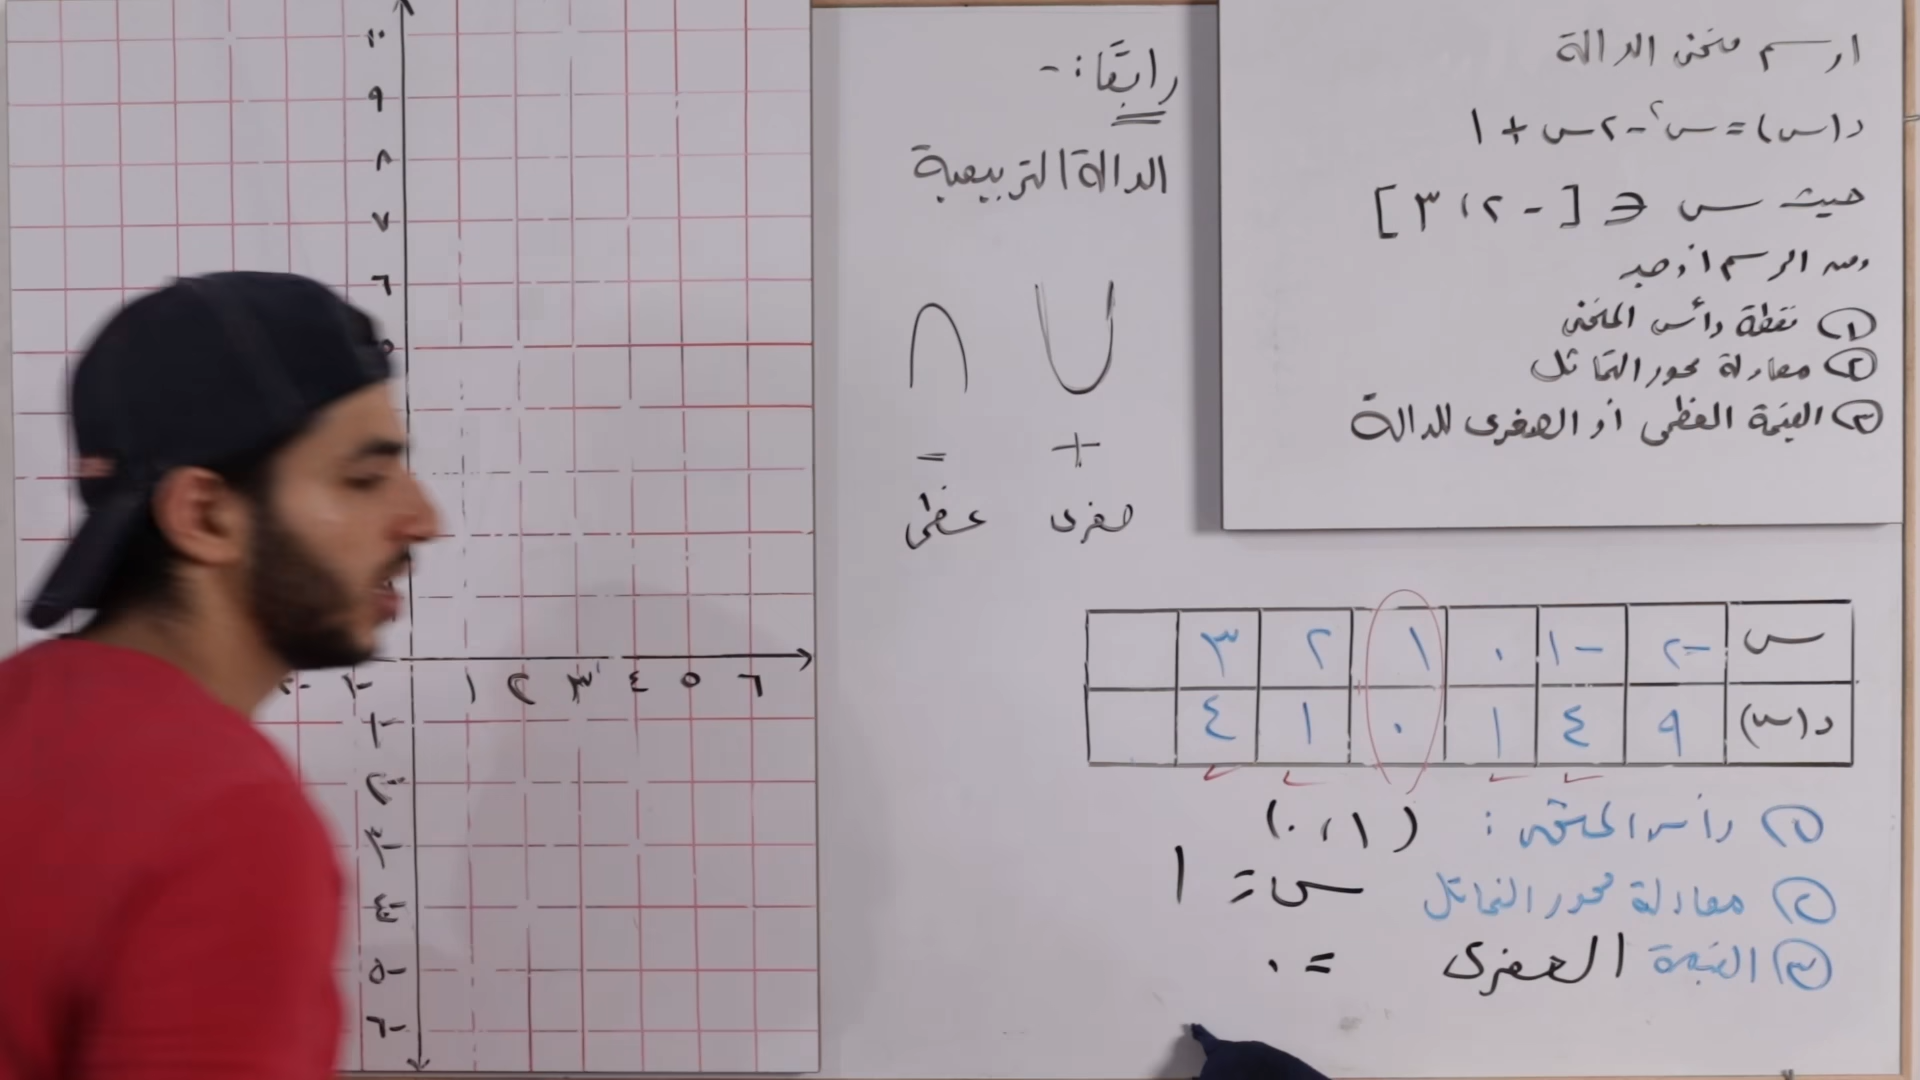 ارسم منحنى الدالة
د(س) = س٢ - ٢س + ١
حيث س ∈ [-٢، ٣]
ومن الرسم أوجد
١ نقطة رأس المنحنى
٢ معادلة محور التماثل
٣ القيمة العظمى أو الصغرى للدالة
رابعًا :-
الدالة التربيعية
+ -
صغرى عظمى
س -٢ -١ ٠ ١ ٢ ٣
د(س) ٩ ٤ ١ ٠ ١ ٤
١ رأس المنحنى : (١، ٠)
٢ معادلة محور التماثل س = ١
٣ القيمة الصغرى = ٠
١٠
٩
٨
٧
٦
٥
-٢ -١ ١ ٢ ٣ ٤ ٥ ٦
-١
-٢
-٣
-٤
-٥
-٦